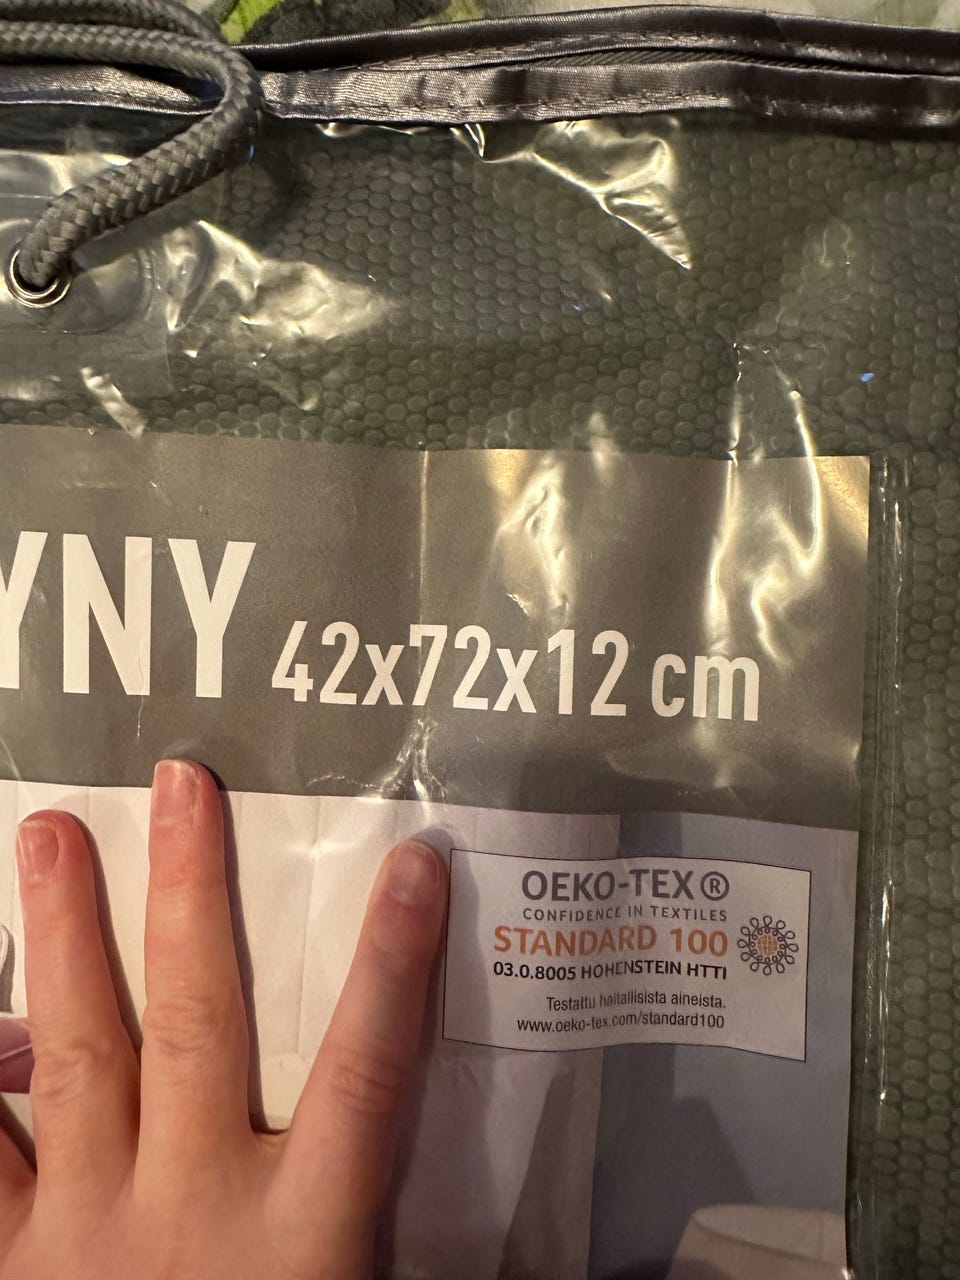 YNY 42x72x12 cm
OEKO-TEX®
CONFIDENCE IN TEXTILES
STANDARD 100
03.0.8005 HOHENSTEIN HTTI
Testattu haitallisista aineista.
www.oeko-tex.com/standard100